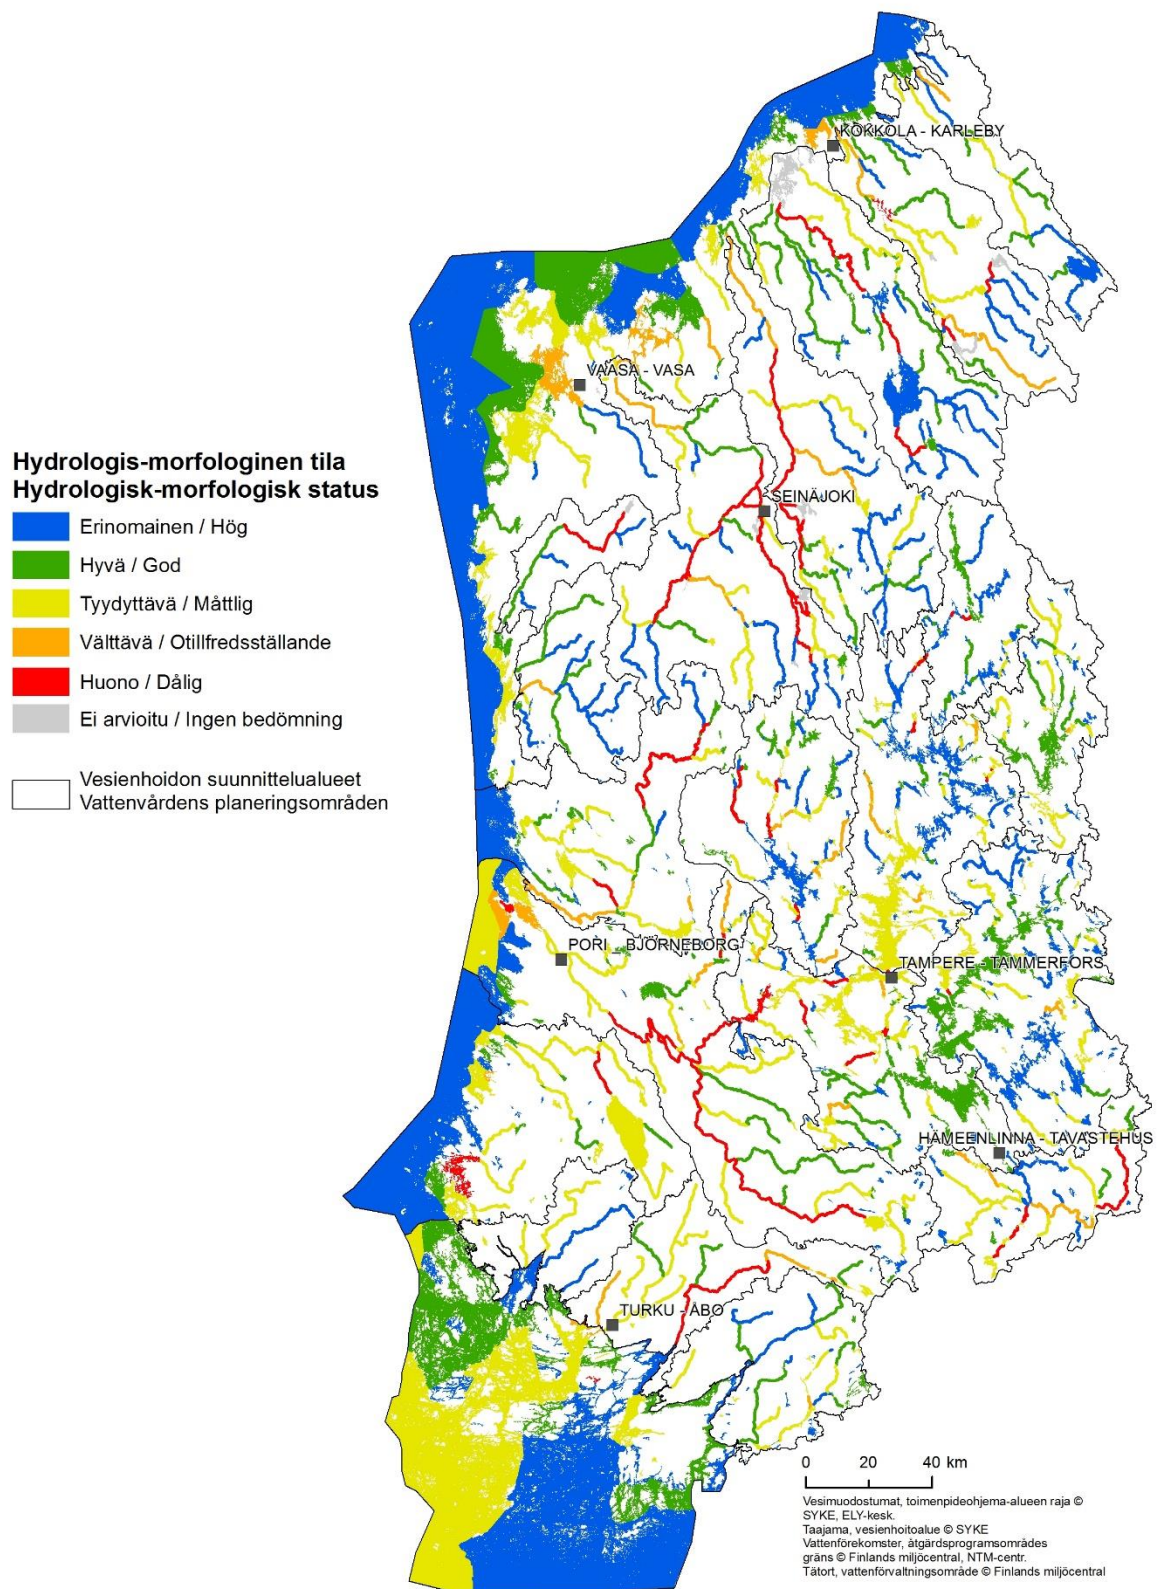 KOKKOLA - KARLEBY
VAASA - VASA
Hydrologis-morfologinen tila
Hydrologisk-morfologisk status
Erinomainen / Hög
Hyvä / God
Tyydyttävä / Måttlig
Välttävä / Otillfredsställande
Huono / Dålig
Ei arvioitu / Ingen bedömning
Vesienhoidon suunnittelualueet
Vattenvårdens planeringsområden
SEINÄJOKI
PORI - BJÖRNEBORG
TAMPERE - TAMMERFORS
HÄMEENLINNA - TAVASTEHUS
TURKU - ÅBO
0 20 40 km
Vesimuodostumat, toimenpideohjema-alueen raja ©
SYKE, ELY-kesk.
Taajama, vesienhoitoalue © SYKE
Vattenförekomster, åtgärdsprogramsområdes
gräns © Finlands miljöcentral, NTM-centr.
Tätort, vattenförvaltningsområde © Finlands miljöcentral